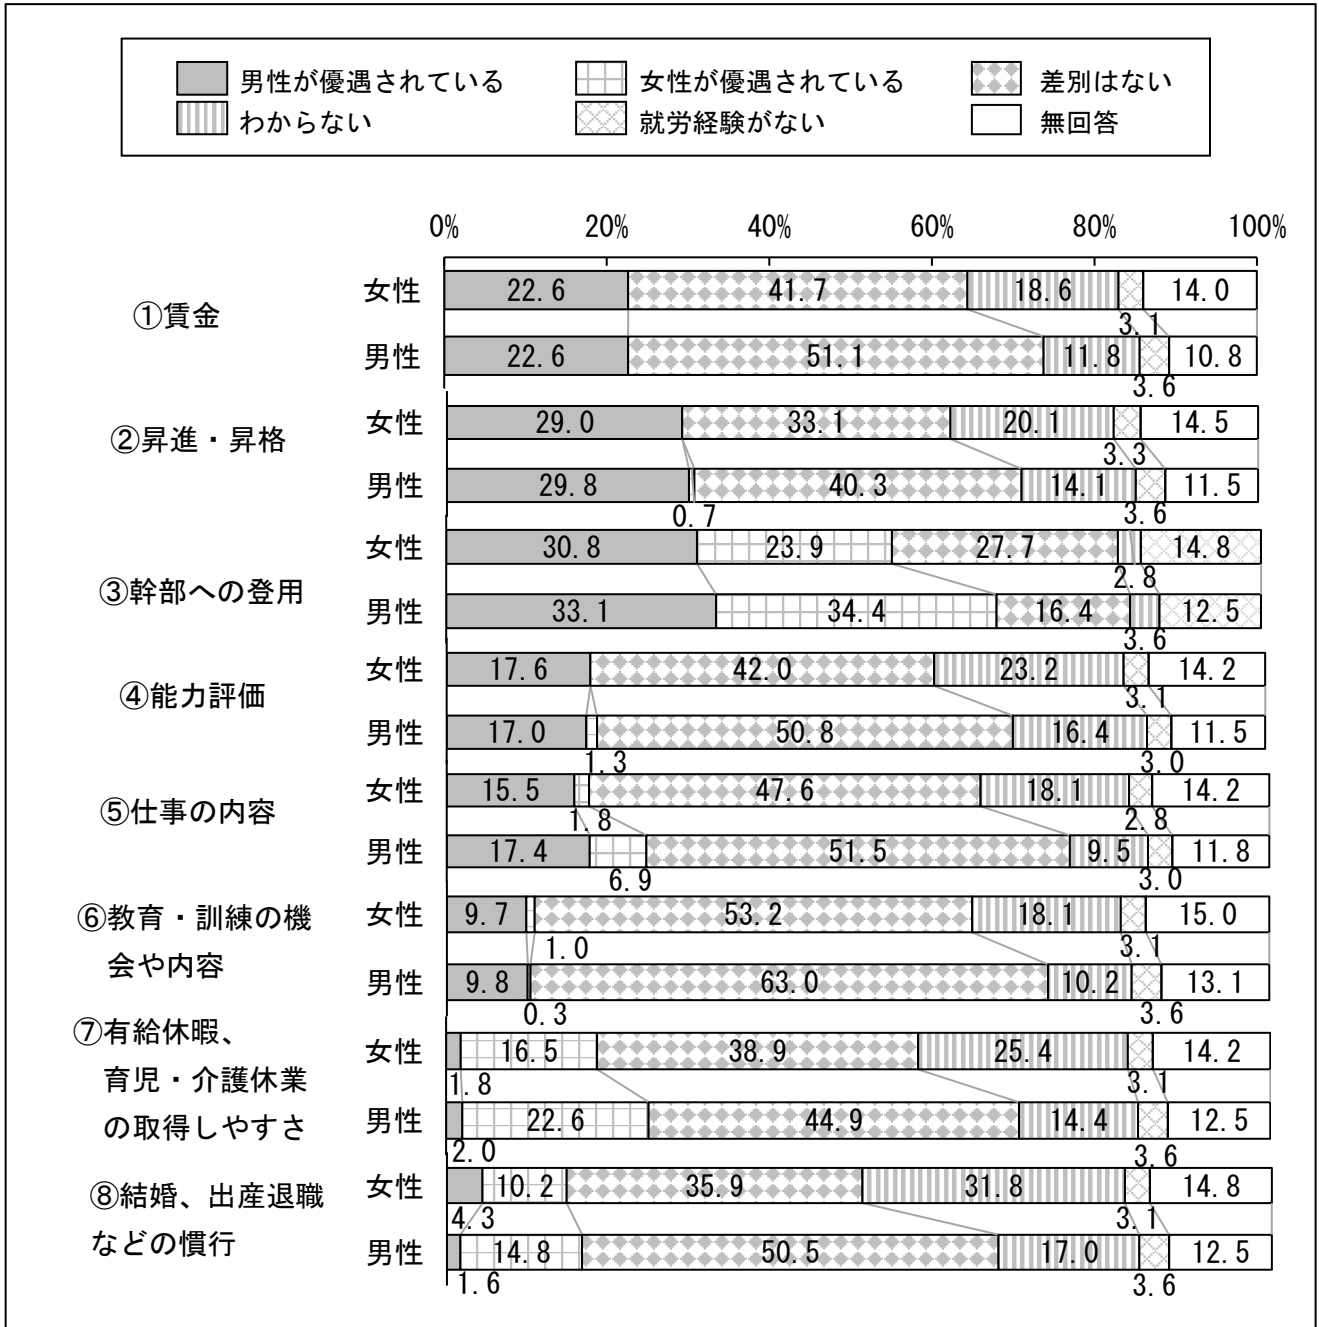 男性が優遇されている 女性が優遇されている 差別はない
わからない 就労経験がない 無回答
0% 20% 40% 60% 80% 100%
①賃金
女性 22.6 41.7 18.6 3.1 14.0
男性 22.6 51.1 11.8 3.6 10.8
②昇進・昇格
女性 29.0 33.1 20.1 3.3 14.5
男性 29.8 0.7 40.3 14.1 3.6 11.5
③幹部への登用
女性 30.8 23.9 27.7 2.8 14.8
男性 33.1 34.4 16.4 3.6 12.5
④能力評価
女性 17.6 42.0 23.2 3.1 14.2
男性 17.0 1.3 50.8 16.4 3.0 11.5
⑤仕事の内容
女性 15.5 1.8 47.6 18.1 2.8 14.2
男性 17.4 6.9 51.5 9.5 3.0 11.8
⑥教育・訓練の機
会や内容
女性 9.7 1.0 53.2 18.1 3.1 15.0
男性 9.8 0.3 63.0 10.2 3.6 13.1
⑦有給休暇、
育児・介護休業
の取得しやすさ
女性 1.8 16.5 38.9 25.4 3.1 14.2
男性 2.0 22.6 44.9 14.4 3.6 12.5
⑧結婚、出産退職
などの慣行
女性 4.3 10.2 35.9 31.8 3.1 14.8
男性 1.6 14.8 50.5 17.0 3.6 12.5